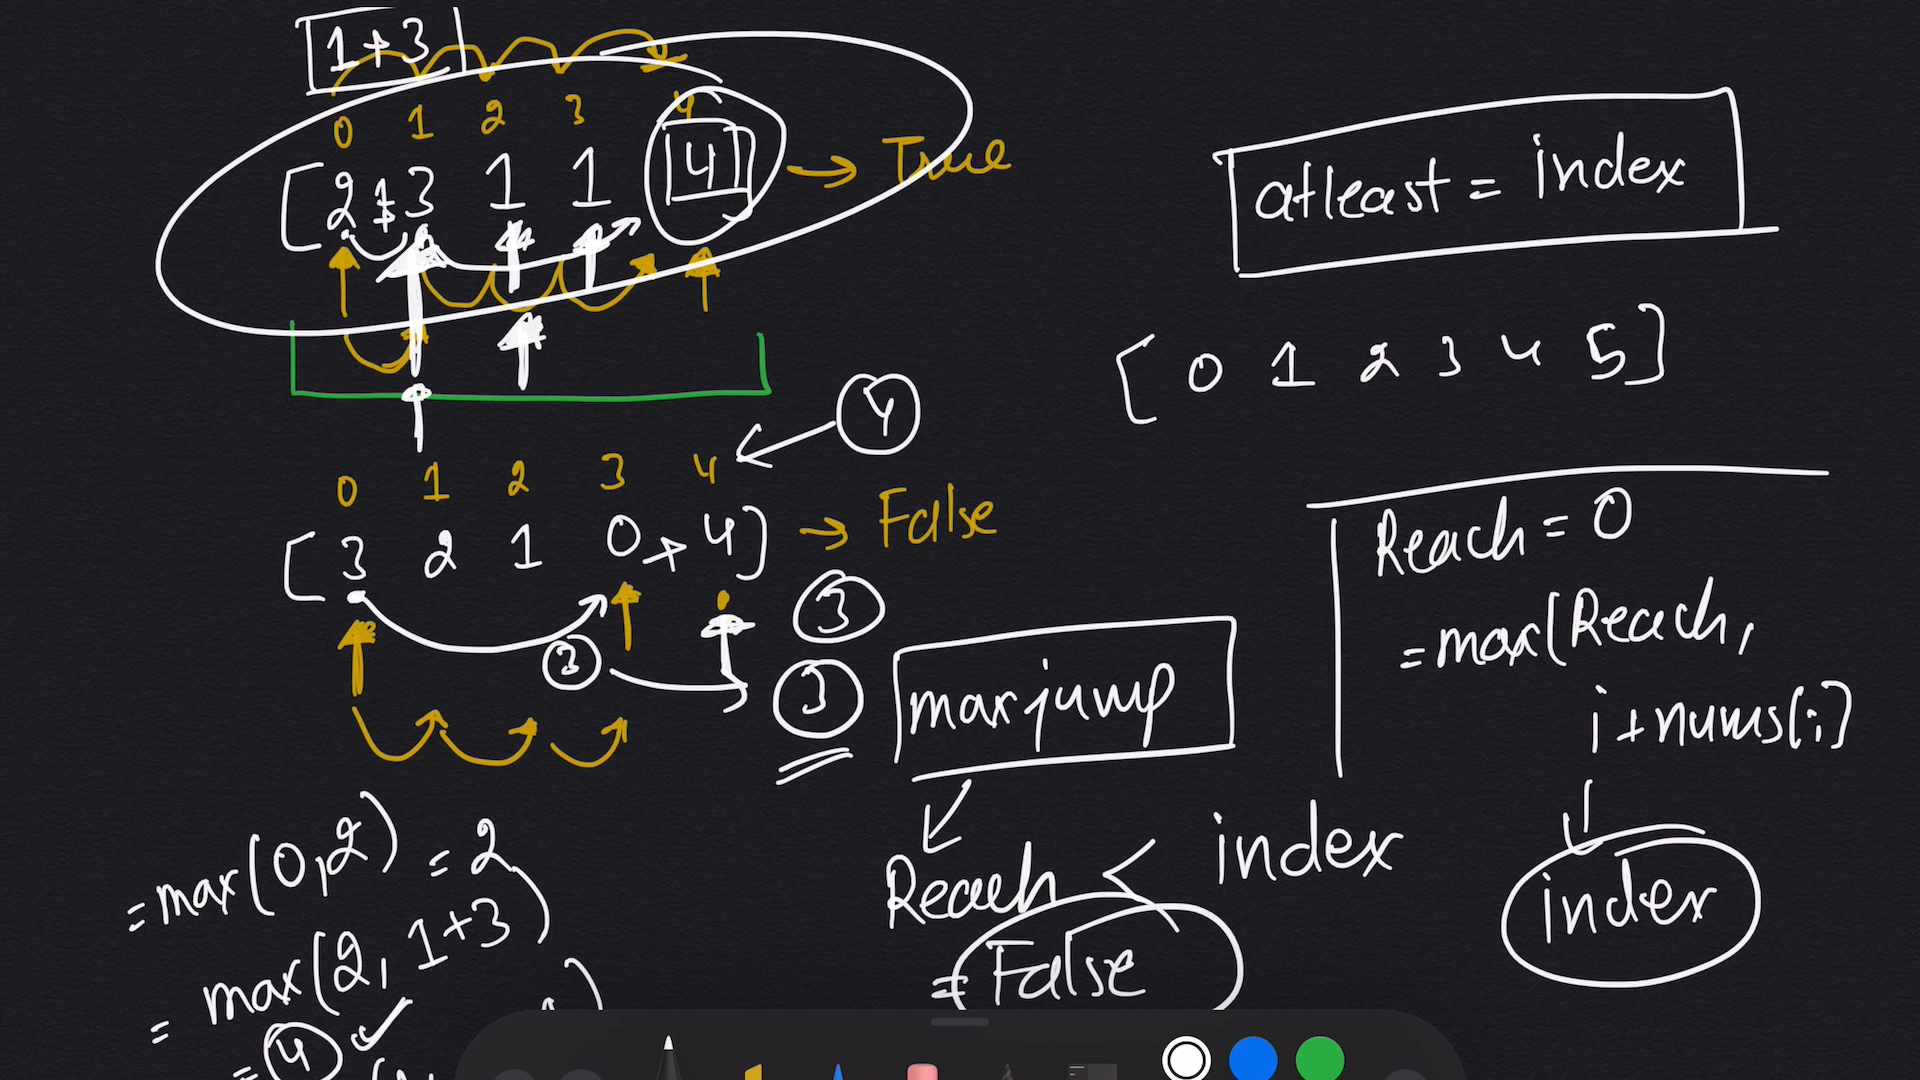 1+3
0 1 2 3 4
[2 3 1 1 4 → True
4
0 1 2 3 4
[3 2 1 0 4] → False
3
3
3
maxjump
Reach < index
= False
= max(0,2) = 2
= max(2, 1+3)
= 4
atleast = index
[0 1 2 3 4 5]
Reach = 0
= max(Reach,
i + nums[i]
index